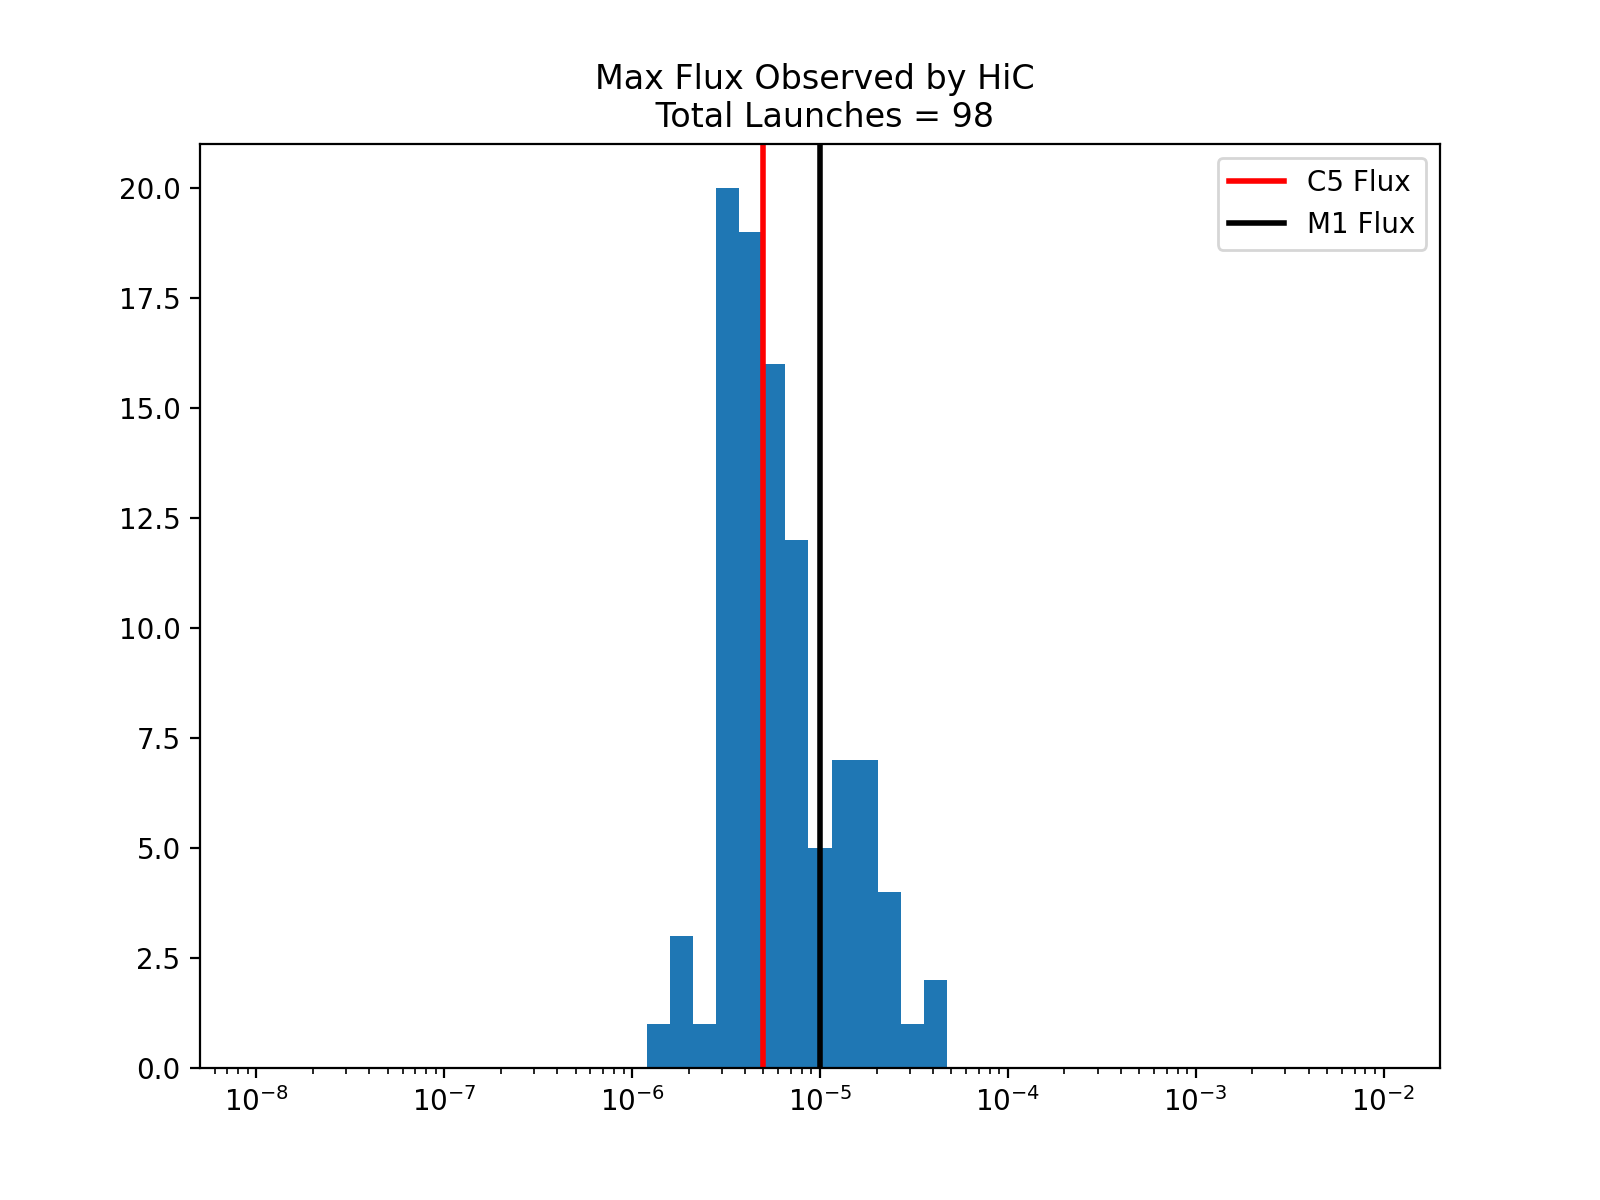 Max Flux Observed by HiC
Total Launches = 98
C5 Flux
M1 Flux
20.0
17.5
15.0
12.5
10.0
7.5
5.0
2.5
0.0
10⁻⁸ 10⁻⁷ 10⁻⁶ 10⁻⁵ 10⁻⁴ 10⁻³ 10⁻²